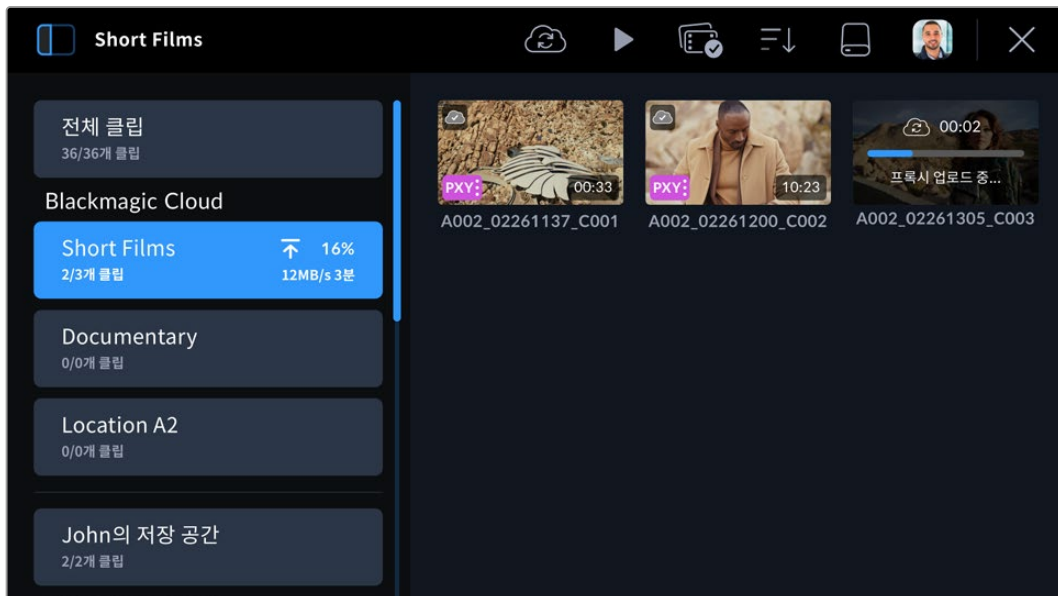 Short Films
전체 클립
36/36개 클립
Blackmagic Cloud
Short Films 16%
2/3개 클립 12MB/s 3분
Documentary
0/0개 클립
Location A2
0/0개 클립
John의 저장 공간
2/2개 클립
PXY 00:33
A002_02261137_C001
PXY 10:23
A002_02261200_C002
00:02
프록시 업로드 중...
A002_02261305_C003